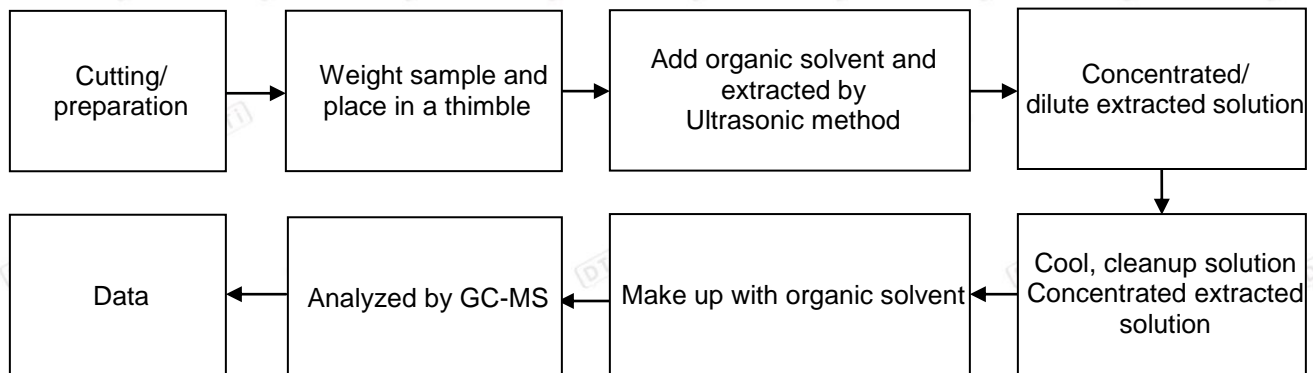 Cutting/
preparation
Weight sample and
place in a thimble
Add organic solvent and
extracted by
Ultrasonic method
Concentrated/
dilute extracted solution
Cool, cleanup solution
Concentrated extracted
solution
Make up with organic solvent
Analyzed by GC-MS
Data